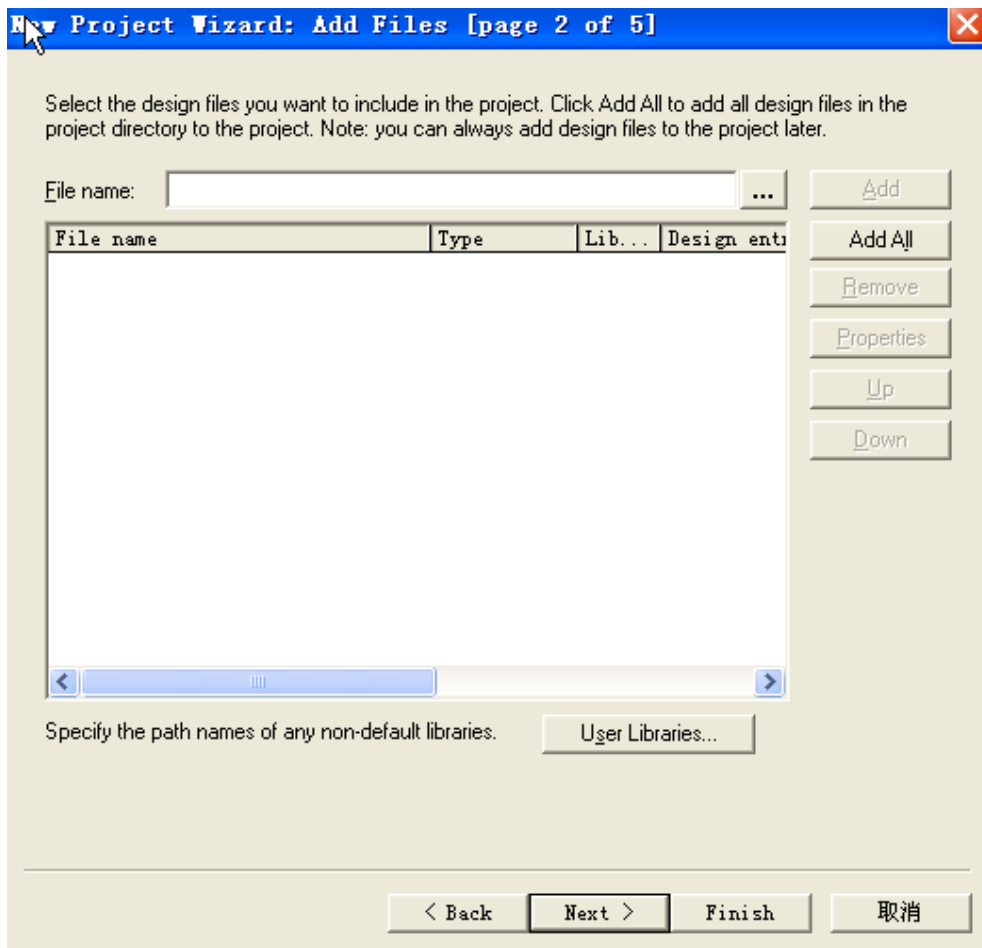 New Project Wizard: Add Files [page 2 of 5]
Select the design files you want to include in the project. Click Add All to add all design files in the
project directory to the project. Note: you can always add design files to the project later.
File name:
...
Add
File name Type Lib... Design entr
Add All
Remove
Properties
Up
Down
Specify the path names of any non-default libraries.
User Libraries...
< Back Next > Finish 取消